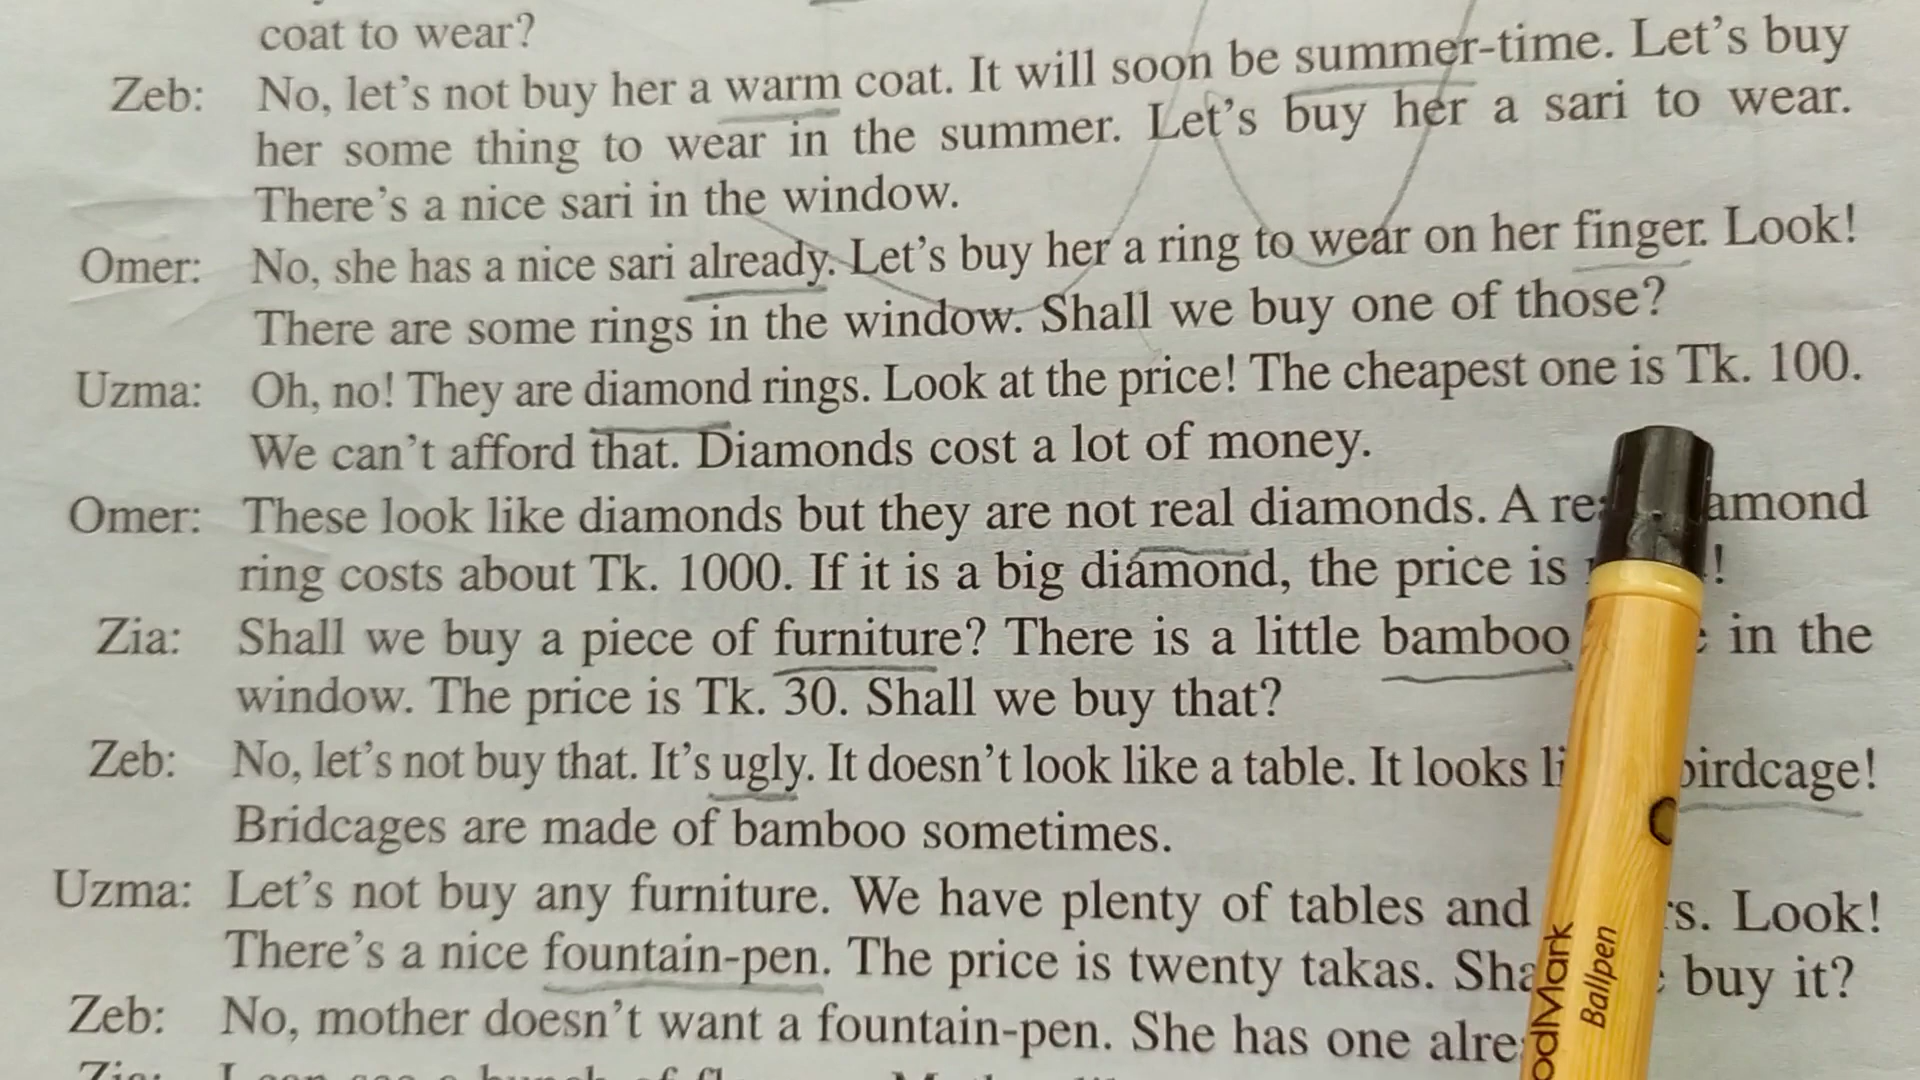 coat to wear?
Zeb: No, let's not buy her a warm coat. It will soon be summer-time. Let's buy
her some thing to wear in the summer. Let's buy her a sari to wear.
There's a nice sari in the window.
Omer: No, she has a nice sari already. Let's buy her a ring to wear on her finger. Look!
There are some rings in the window. Shall we buy one of those?
Uzma: Oh, no! They are diamond rings. Look at the price! The cheapest one is Tk. 100.
We can't afford that. Diamonds cost a lot of money.
Omer: These look like diamonds but they are not real diamonds. A
ring costs about Tk. 1000. If it is a big diamond, the price is
Zia: Shall we buy a piece of furniture? There is a little bamboo in the
window. The price is Tk. 30. Shall we buy that?
Zeb: No, let's not buy that. It's ugly. It doesn't look like a table. It looks birdcage!
Bridcages are made of bamboo sometimes.
Uzma: Let's not buy any furniture. We have plenty of tables and Look!
There's a nice fountain-pen. The price is twenty takas. buy it?
Zeb: No, mother doesn't want a fountain-pen. She has one
Ballpen